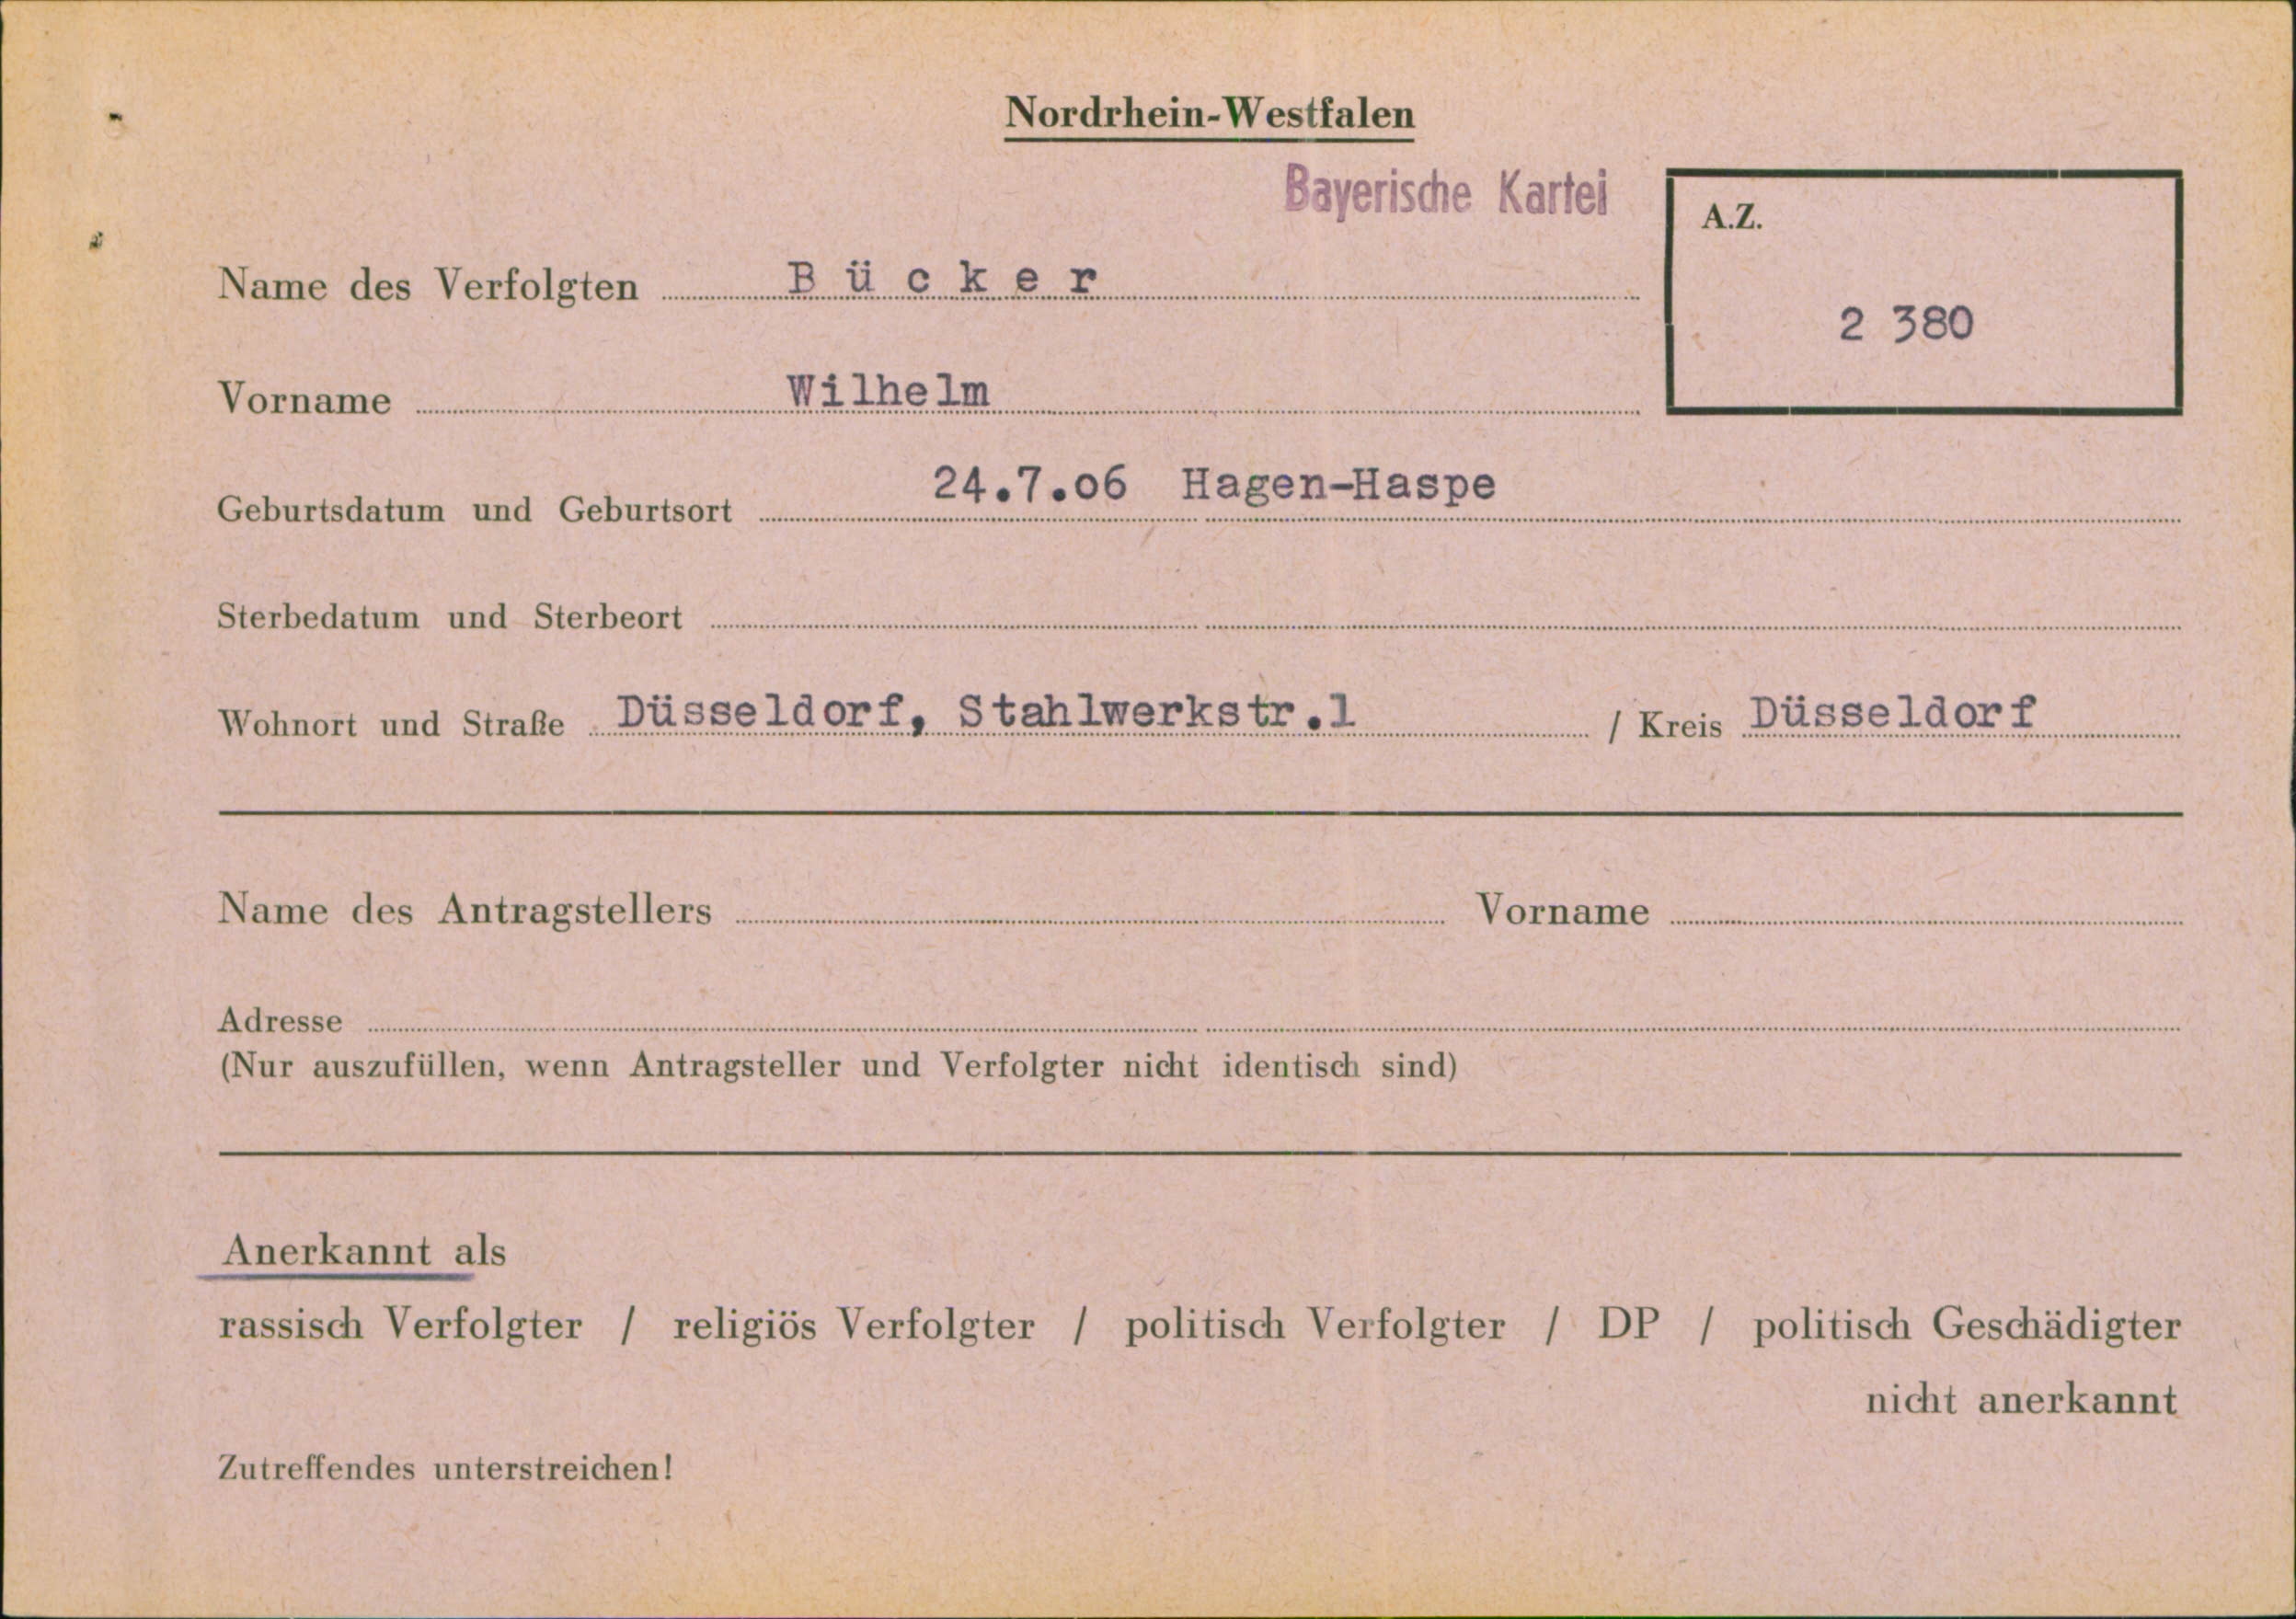 Nordrhein-Westfalen
Bayerische Kartei
A.Z.
2 380
Name des Verfolgten B ü c k e r
Vorname Wilhelm
Geburtsdatum und Geburtsort 24.7.06 Hagen-Haspe
Sterbedatum und Sterbeort
Wohnort und Straße Düsseldorf, Stahlwerkstr.1 / Kreis Düsseldorf
Name des Antragstellers Vorname
Adresse
(Nur auszufüllen, wenn Antragsteller und Verfolgter nicht identisch sind)
Anerkannt als
rassisch Verfolgter / religiös Verfolgter / politisch Verfolgter / DP / politisch Geschädigter
nicht anerkannt
Zutreffendes unterstreichen!